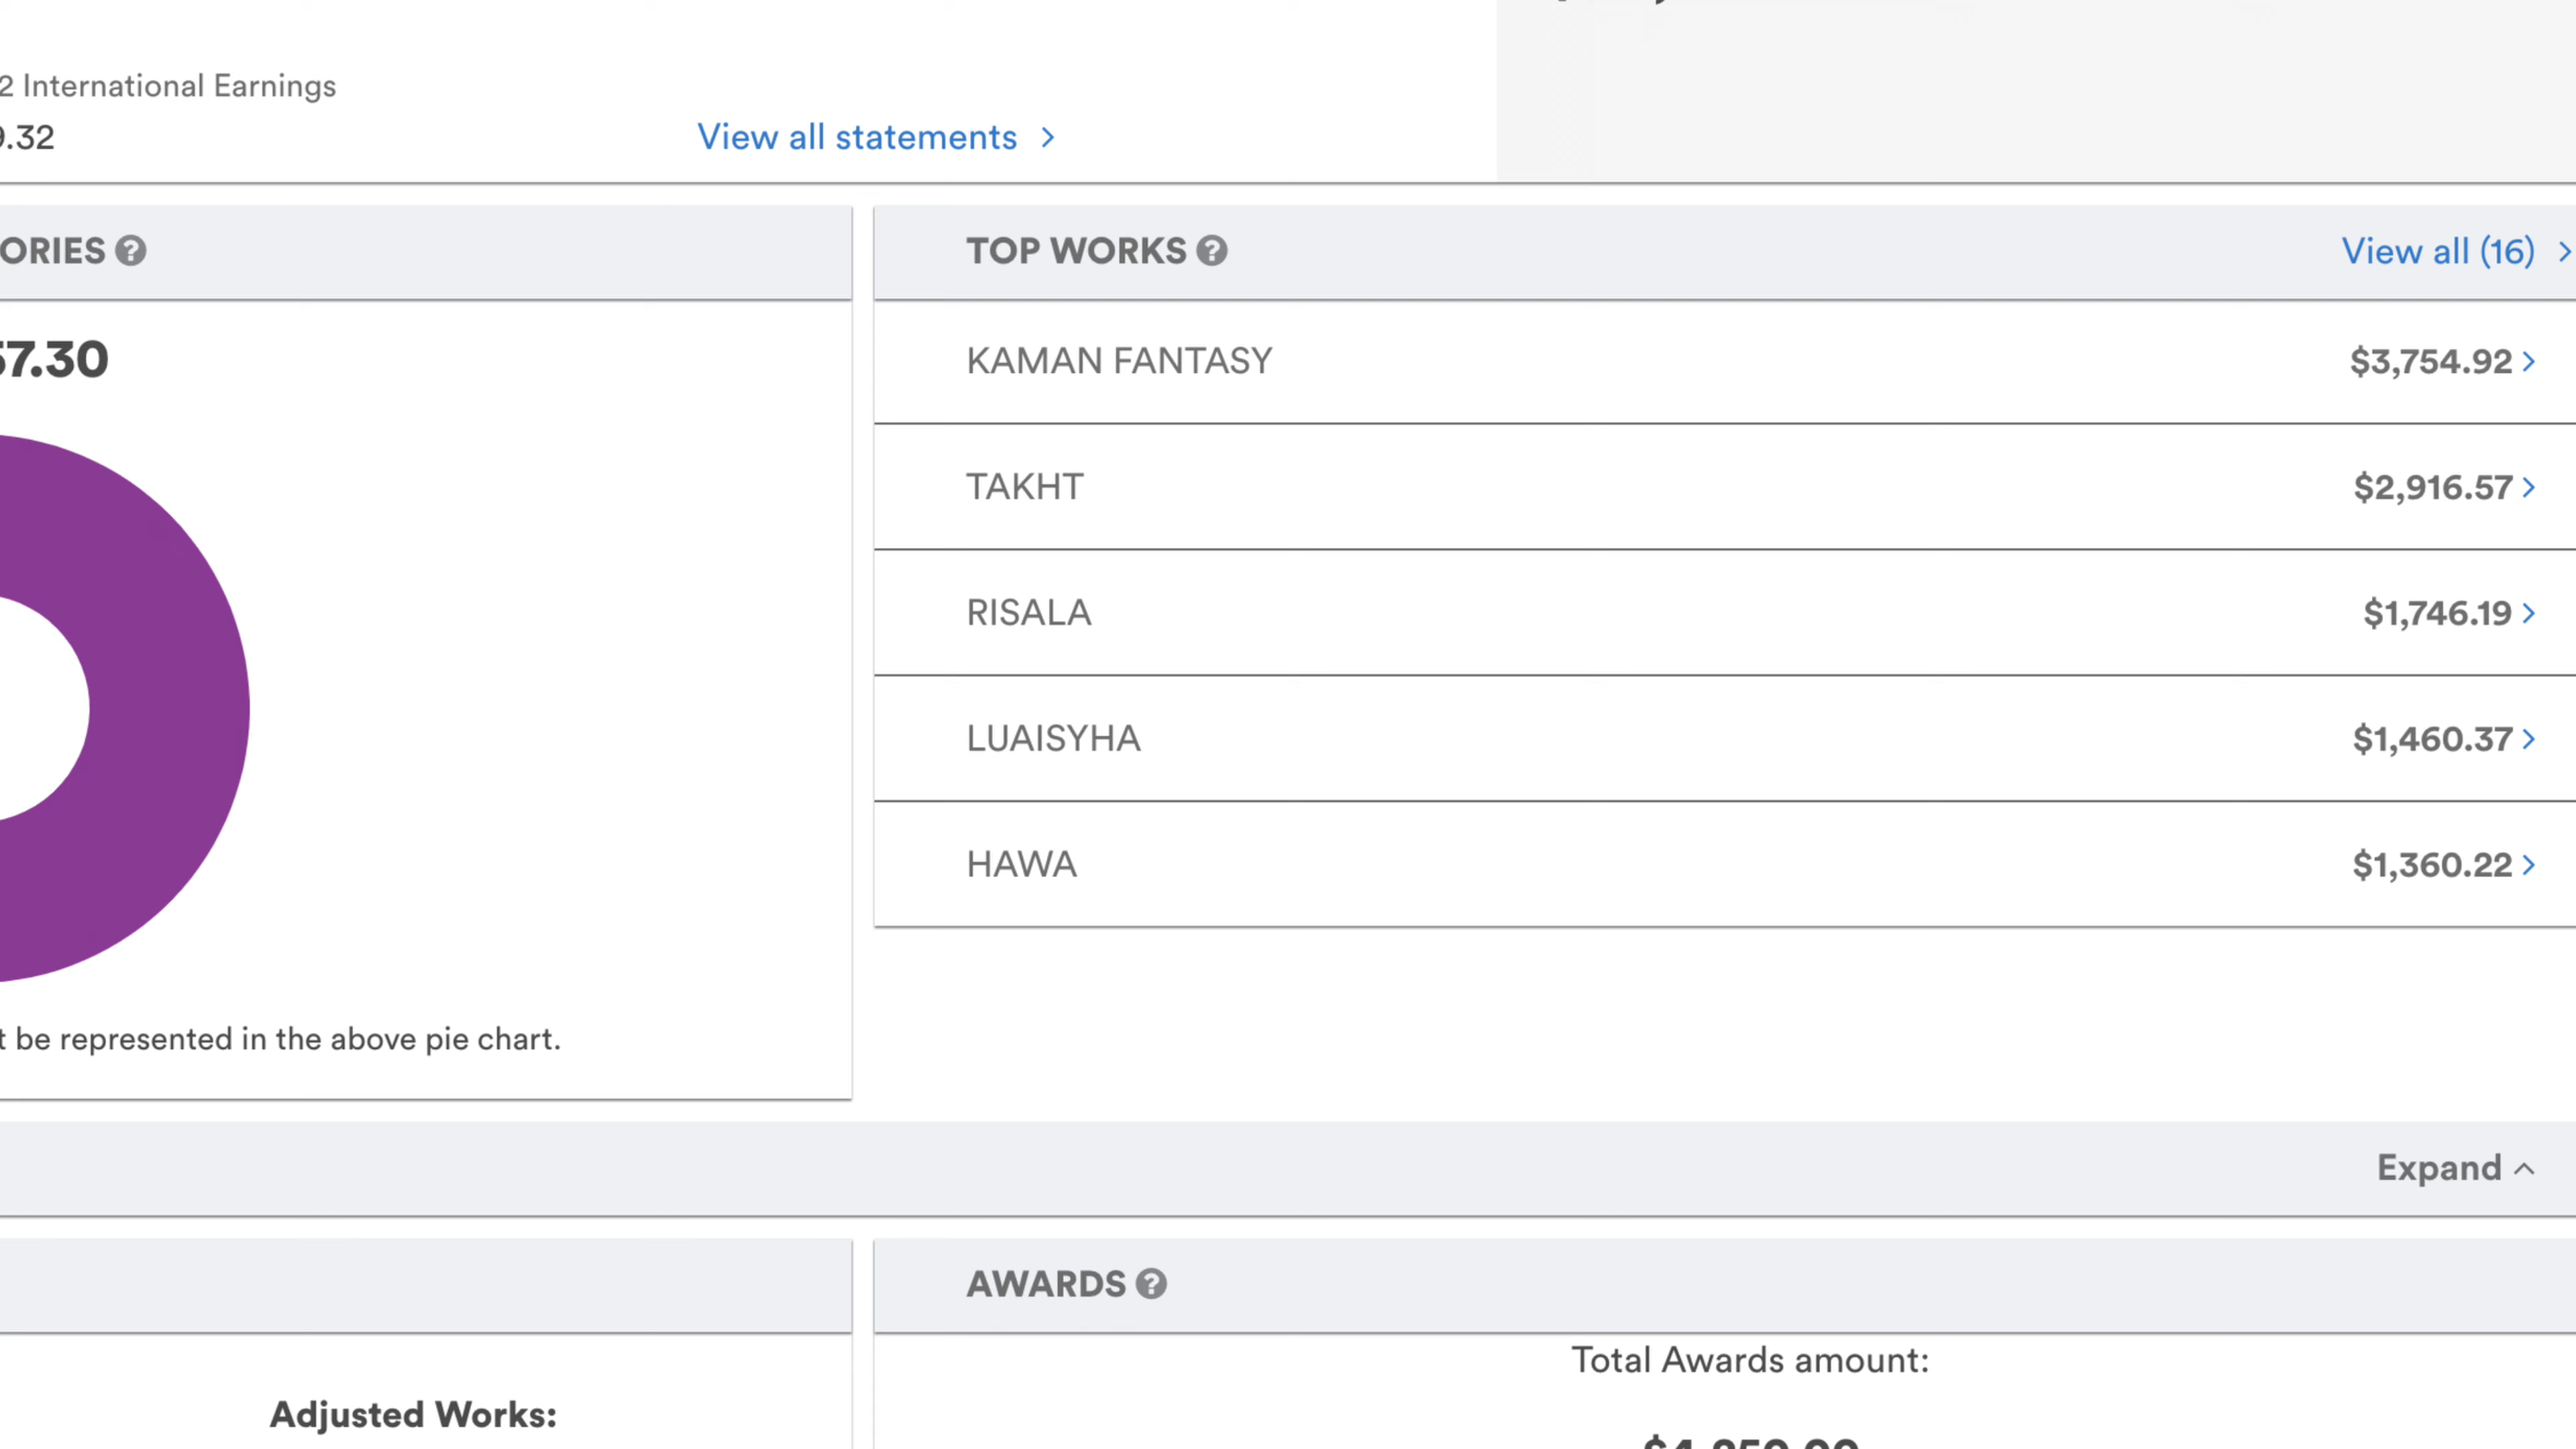 2 International Earnings
9.32
View all statements
ORIES
TOP WORKS
View all (16)
57.30
KAMAN FANTASY
$3,754.92
TAKHT
$2,916.57
RISALA
$1,746.19
LUAISYHA
$1,460.37
HAWA
$1,360.22
t be represented in the above pie chart.
Expand
AWARDS
Total Awards amount:
Adjusted Works: